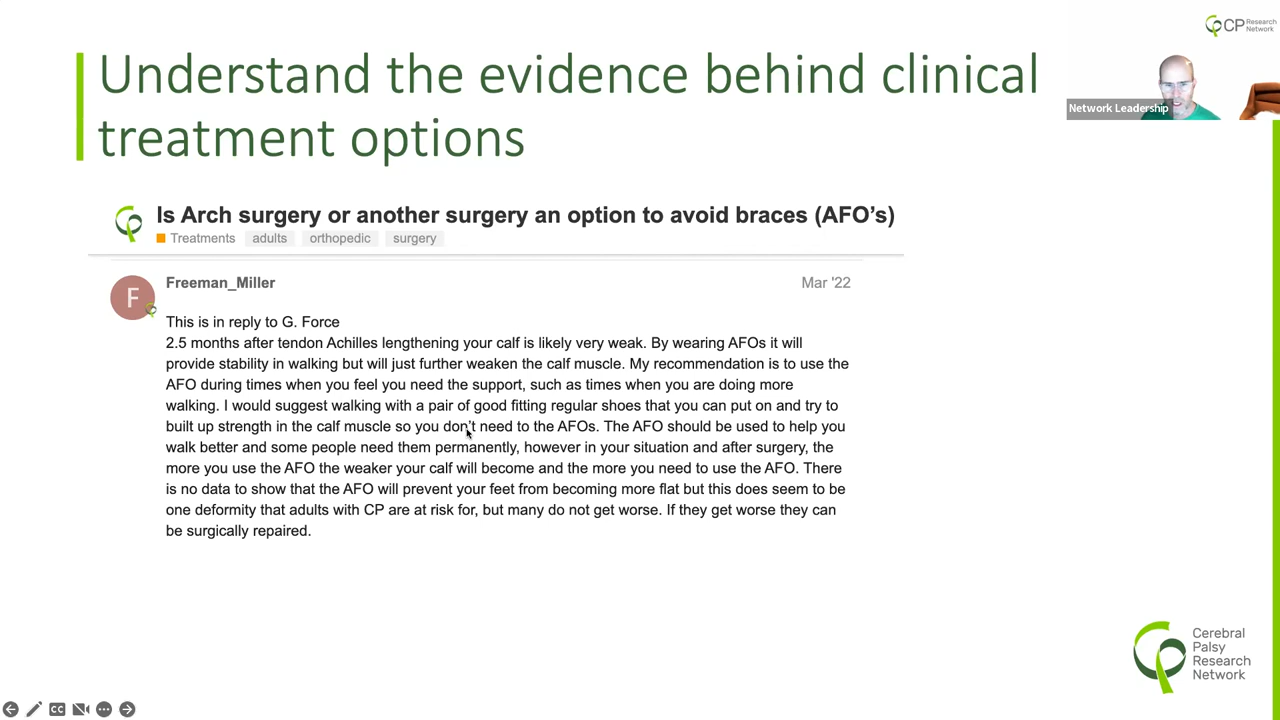 Understand the evidence behind clinical
treatment options
CP Research
Network
Network Leadership
Is Arch surgery or another surgery an option to avoid braces (AFO's)
Treatments adults orthopedic surgery
F
Freeman_Miller Mar '22
This is in reply to G. Force
2.5 months after tendon Achilles lengthening your calf is likely very weak. By wearing AFOs it will
provide stability in walking but will just further weaken the calf muscle. My recommendation is to use the
AFO during times when you feel you need the support, such as times when you are doing more
walking. I would suggest walking with a pair of good fitting regular shoes that you can put on and try to
built up strength in the calf muscle so you don't need to the AFOs. The AFO should be used to help you
walk better and some people need them permanently, however in your situation and after surgery, the
more you use the AFO the weaker your calf will become and the more you need to use the AFO. There
is no data to show that the AFO will prevent your feet from becoming more flat but this does seem to be
one deformity that adults with CP are at risk for, but many do not get worse. If they get worse they can
be surgically repaired.
Cerebral
Palsy
Research
Network
CC